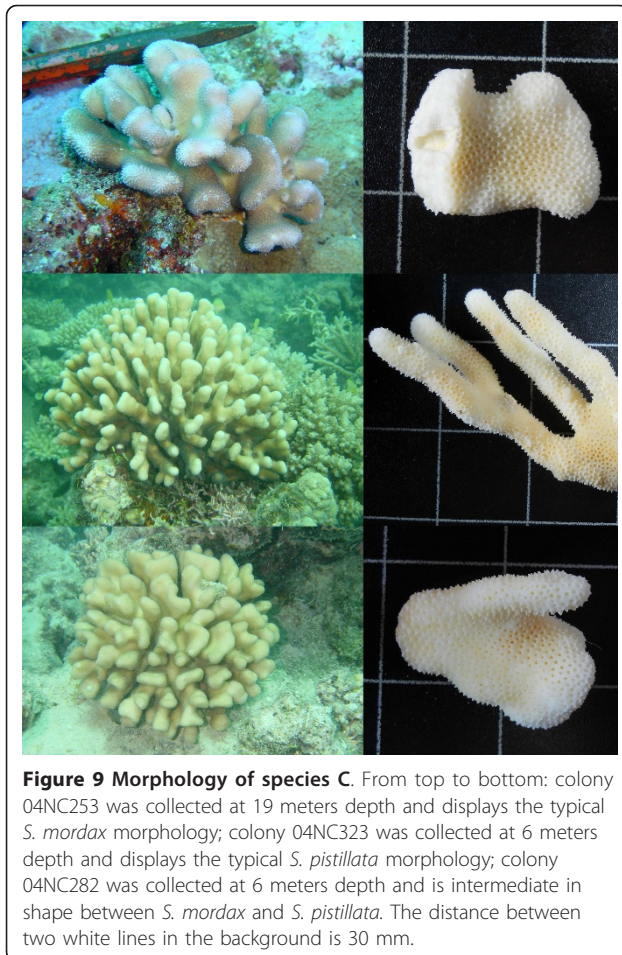 Figure 9 Morphology of species C. From top to bottom: colony
04NC253 was collected at 19 meters depth and displays the typical
S. mordax morphology; colony 04NC323 was collected at 6 meters
depth and displays the typical S. pistillata morphology; colony
04NC282 was collected at 6 meters depth and is intermediate in
shape between S. mordax and S. pistillata. The distance between
two white lines in the background is 30 mm.